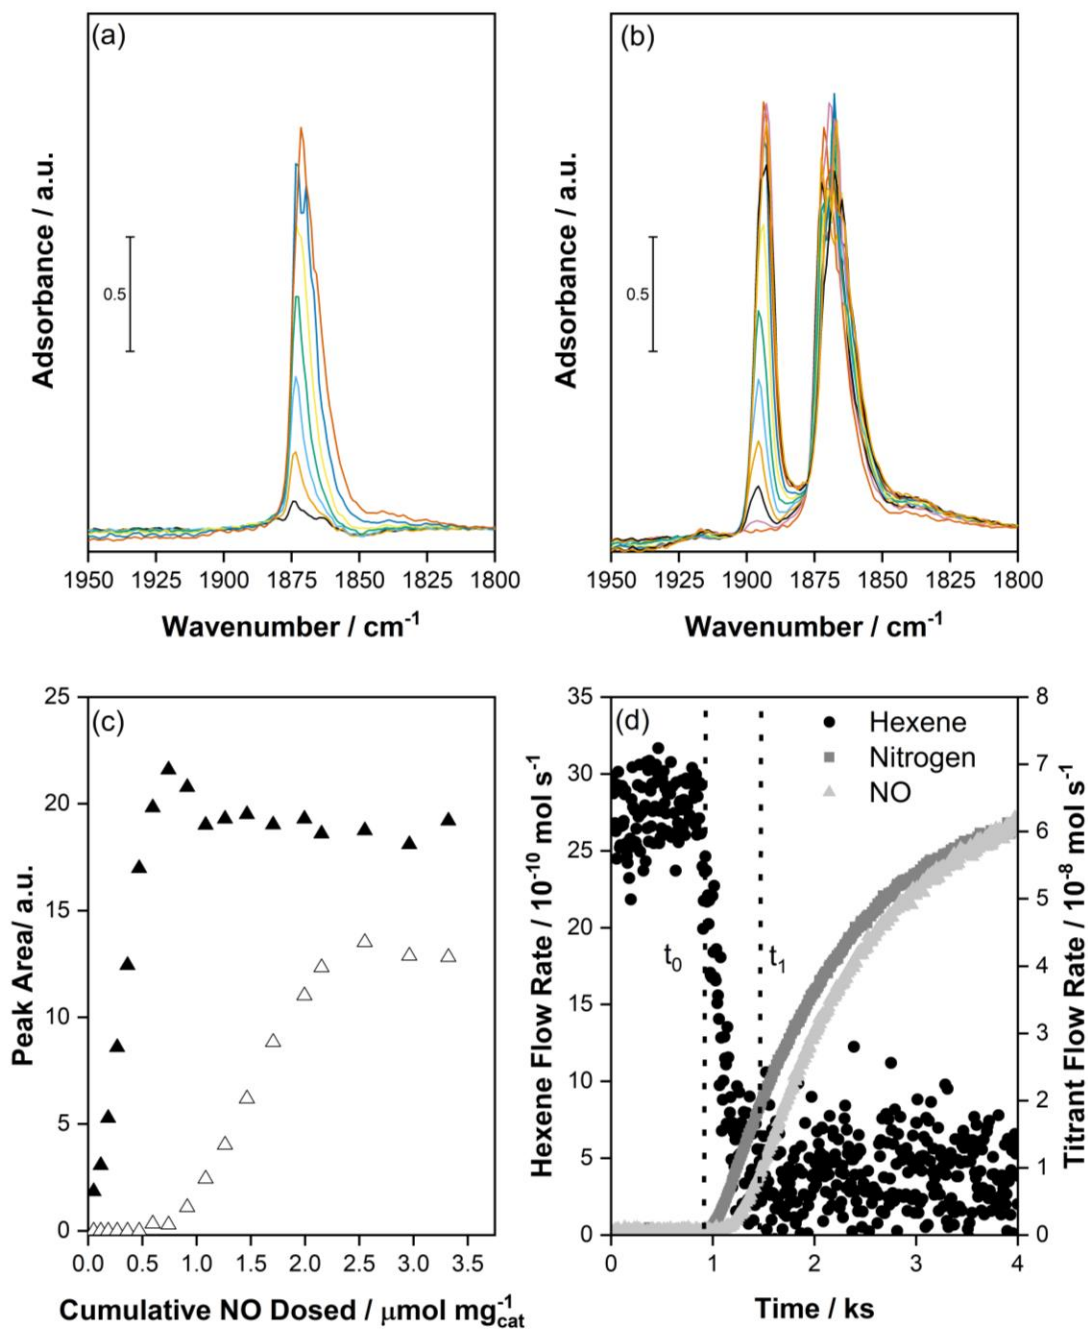 (a)
Adsorbance / a.u.
0.5
1950 1925 1900 1875 1850 1825 1800
Wavenumber / cm⁻¹
(b)
Adsorbance / a.u.
0.5
1950 1925 1900 1875 1850 1825 1800
Wavenumber / cm⁻¹
(c)
Peak Area/ a.u.
25
20
15
10
5
0
0.0 0.5 1.0 1.5 2.0 2.5 3.0 3.5
Cumulative NO Dosed / μmol mg⁻¹cat
(d)
Hexene
Nitrogen
NO
t₀
t₁
Hexene Flow Rate / 10⁻¹⁰ mol s⁻¹
35
30
25
20
15
10
5
0
Titrant Flow Rate / 10⁻⁸ mol s⁻¹
8
7
6
5
4
3
2
1
0
0 1 2 3 4
Time / ks